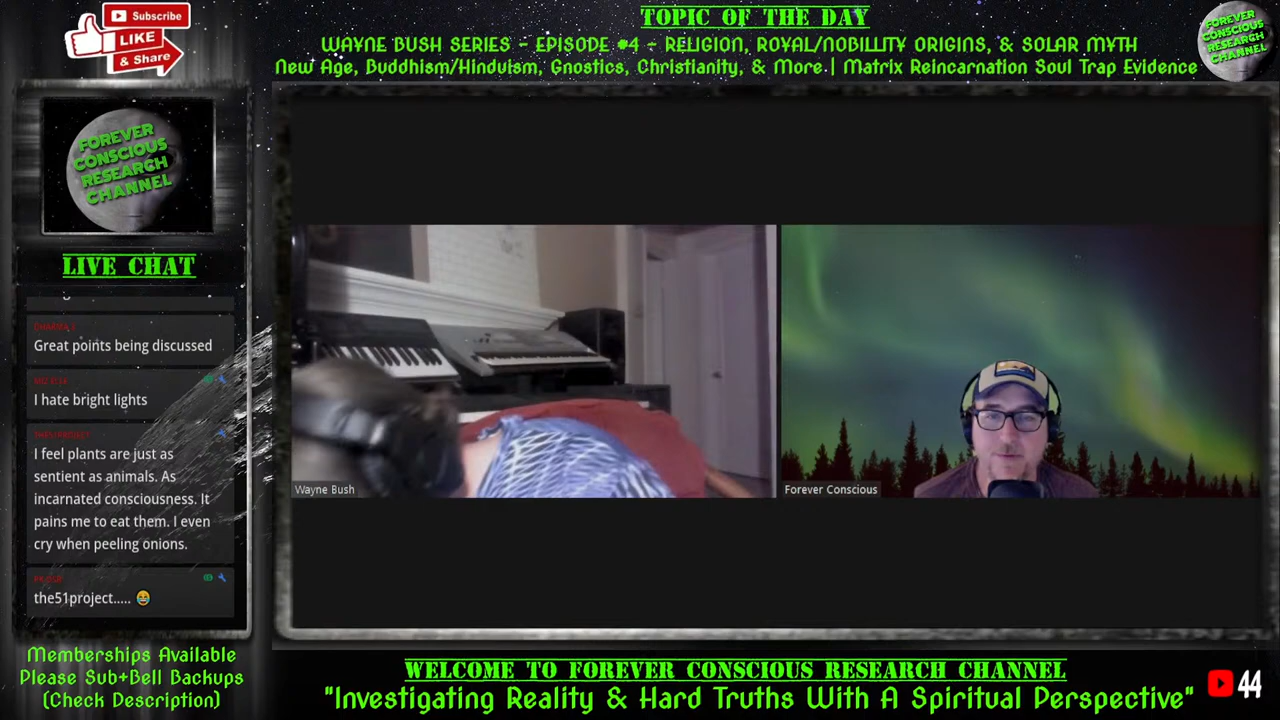 Subscribe
LIKE
& Share
TOPIC OF THE DAY
WAYNE BUSH SERIES - EPISODE #4 - RELIGION, ROYAL/NOBILLITY ORIGINS, & SOLAR MYTH
New Age, Buddhism/Hinduism, Gnostics, Christianity, & More | Matrix Reincarnation Soul Trap Evidence
FOREVER
CONSCIOUS
RESEARCH
CHANNEL
FOREVER
CONSCIOUS
RESEARCH
CHANNEL
LIVE CHAT
Great points being discussed
I hate bright lights
I feel plants are just as
sentient as animals. As
incarnated consciousness. It
pains me to eat them. I even
cry when peeling onions.
the51project..... 😂
Wayne Bush
Forever Conscious
Memberships Available
Please Sub+Bell Backups
(Check Description)
WELCOME TO FOREVER CONSCIOUS RESEARCH CHANNEL
"Investigating Reality & Hard Truths With A Spiritual Perspective"
44